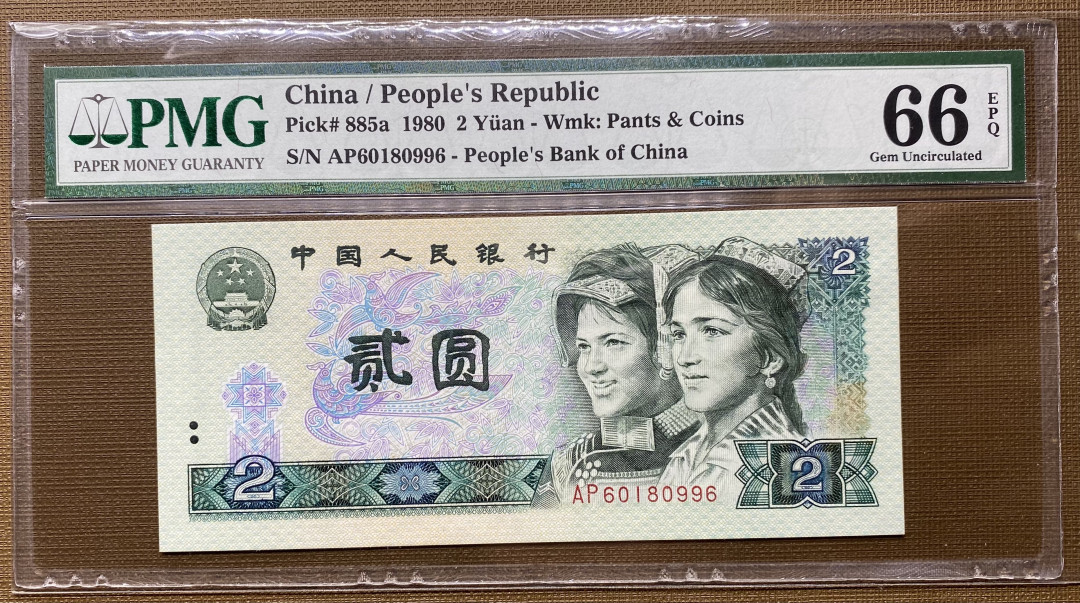 PMG
PAPER MONEY GUARANTY
China / People's Republic
Pick# 885a 1980 2 Yüan - Wmk: Pants & Coins
S/N AP60180996 - People's Bank of China
66
EPQ
Gem Uncirculated
中国人民银行
2
贰圆
2
AP60180996
2